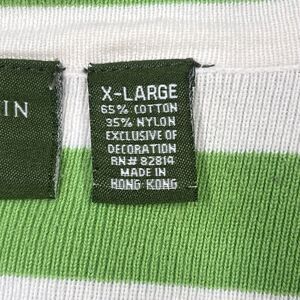 IN
X-LARGE
65% COTTON
35% NYLON
EXCLUSIVE OF
DECORATION
RN# 82814
MADE IN
HONG KONG